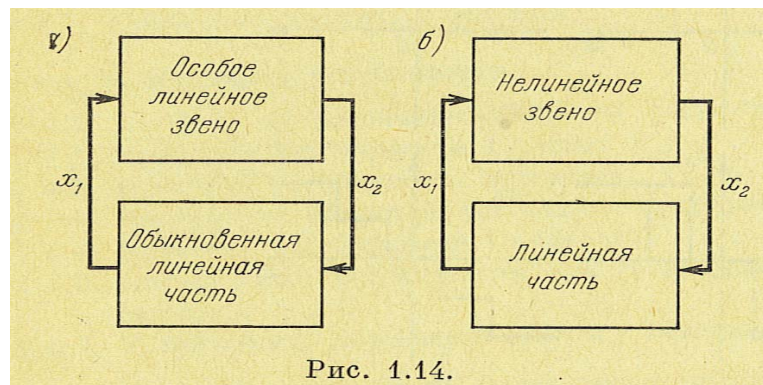 а)
Особое
линейное
звено
x₁
x₂
Обыкновенная
линейная
часть
б)
Нелинейное
звено
x₁
x₂
Линейная
часть
Рис. 1.14.